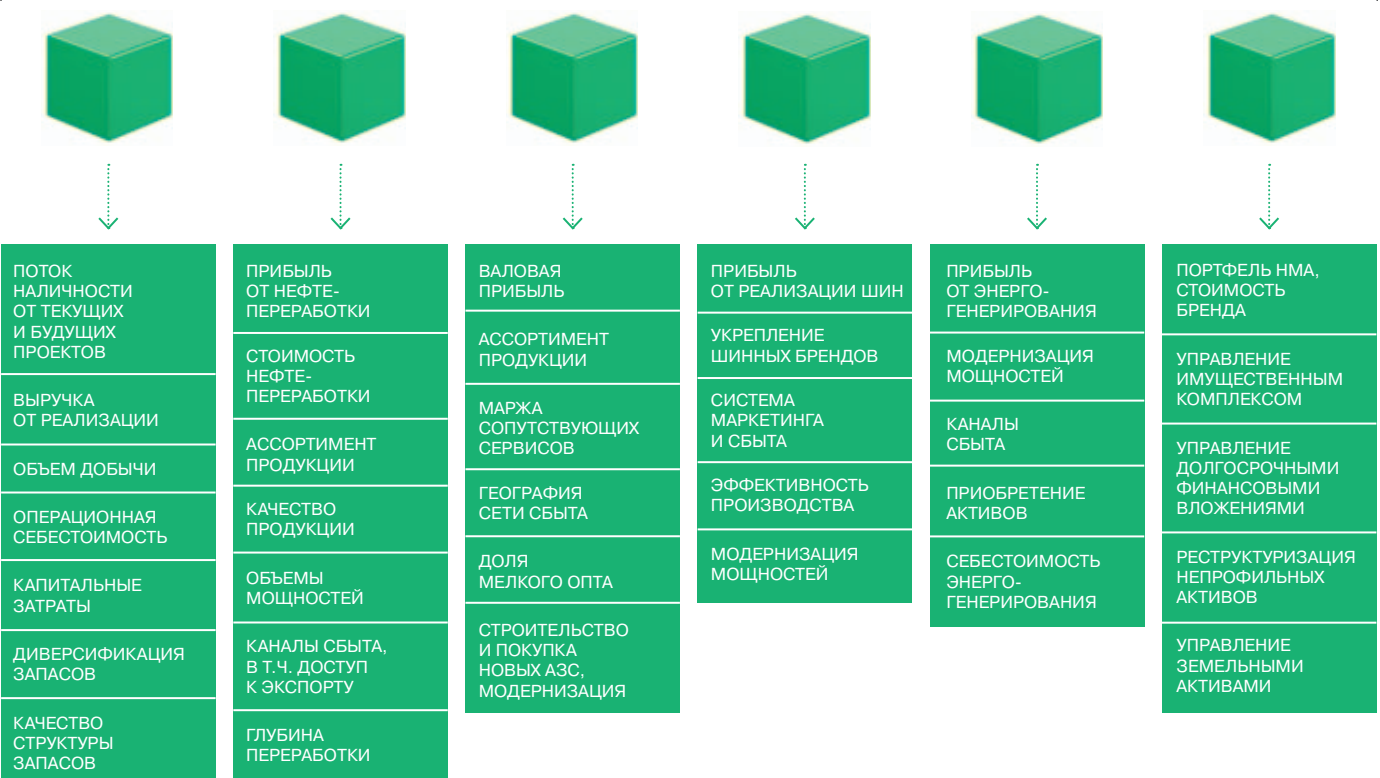 ПОТОК
НАЛИЧНОСТИ
ОТ ТЕКУЩИХ
И БУДУЩИХ
ПРОЕКТОВ
ВЫРУЧКА
ОТ РЕАЛИЗАЦИИ
ОБЪЕМ ДОБЫЧИ
ОПЕРАЦИОННАЯ
СЕБЕСТОИМОСТЬ
КАПИТАЛЬНЫЕ
ЗАТРАТЫ
ДИВЕРСИФИКАЦИЯ
ЗАПАСОВ
КАЧЕСТВО
СТРУКТУРЫ
ЗАПАСОВ
ПРИБЫЛЬ
ОТ НЕФТЕ-
ПЕРЕРАБОТКИ
СТОИМОСТЬ
НЕФТЕ-
ПЕРЕРАБОТКИ
АССОРТИМЕНТ
ПРОДУКЦИИ
КАЧЕСТВО
ПРОДУКЦИИ
ОБЪЕМЫ
МОЩНОСТЕЙ
КАНАЛЫ СБЫТА,
В Т.Ч. ДОСТУП
К ЭКСПОРТУ
ГЛУБИНА
ПЕРЕРАБОТКИ
ВАЛОВАЯ
ПРИБЫЛЬ
АССОРТИМЕНТ
ПРОДУКЦИИ
МАРЖА
СОПУТСТВУЮЩИХ
СЕРВИСОВ
ГЕОГРАФИЯ
СЕТИ СБЫТА
ДОЛЯ
МЕЛКОГО ОПТА
СТРОИТЕЛЬСТВО
И ПОКУПКА
НОВЫХ АЗС,
МОДЕРНИЗАЦИЯ
ПРИБЫЛЬ
ОТ РЕАЛИЗАЦИИ ШИН
УКРЕПЛЕНИЕ
ШИННЫХ БРЕНДОВ
СИСТЕМА
МАРКЕТИНГА
И СБЫТА
ЭФФЕКТИВНОСТЬ
ПРОИЗВОДСТВА
МОДЕРНИЗАЦИЯ
МОЩНОСТЕЙ
ПРИБЫЛЬ
ОТ ЭНЕРГО-
ГЕНЕРИРОВАНИЯ
МОДЕРНИЗАЦИЯ
МОЩНОСТЕЙ
КАНАЛЫ
СБЫТА
ПРИОБРЕТЕНИЕ
АКТИВОВ
СЕБЕСТОИМОСТЬ
ЭНЕРГО-
ГЕНЕРИРОВАНИЯ
ПОРТФЕЛЬ НМА,
СТОИМОСТЬ
БРЕНДА
УПРАВЛЕНИЕ
ИМУЩЕСТВЕННЫМ
КОМПЛЕКСОМ
УПРАВЛЕНИЕ
ДОЛГОСРОЧНЫМИ
ФИНАНСОВЫМИ
ВЛОЖЕНИЯМИ
РЕСТРУКТУРИЗАЦИЯ
НЕПРОФИЛЬНЫХ
АКТИВОВ
УПРАВЛЕНИЕ
ЗЕМЕЛЬНЫМИ
АКТИВАМИ